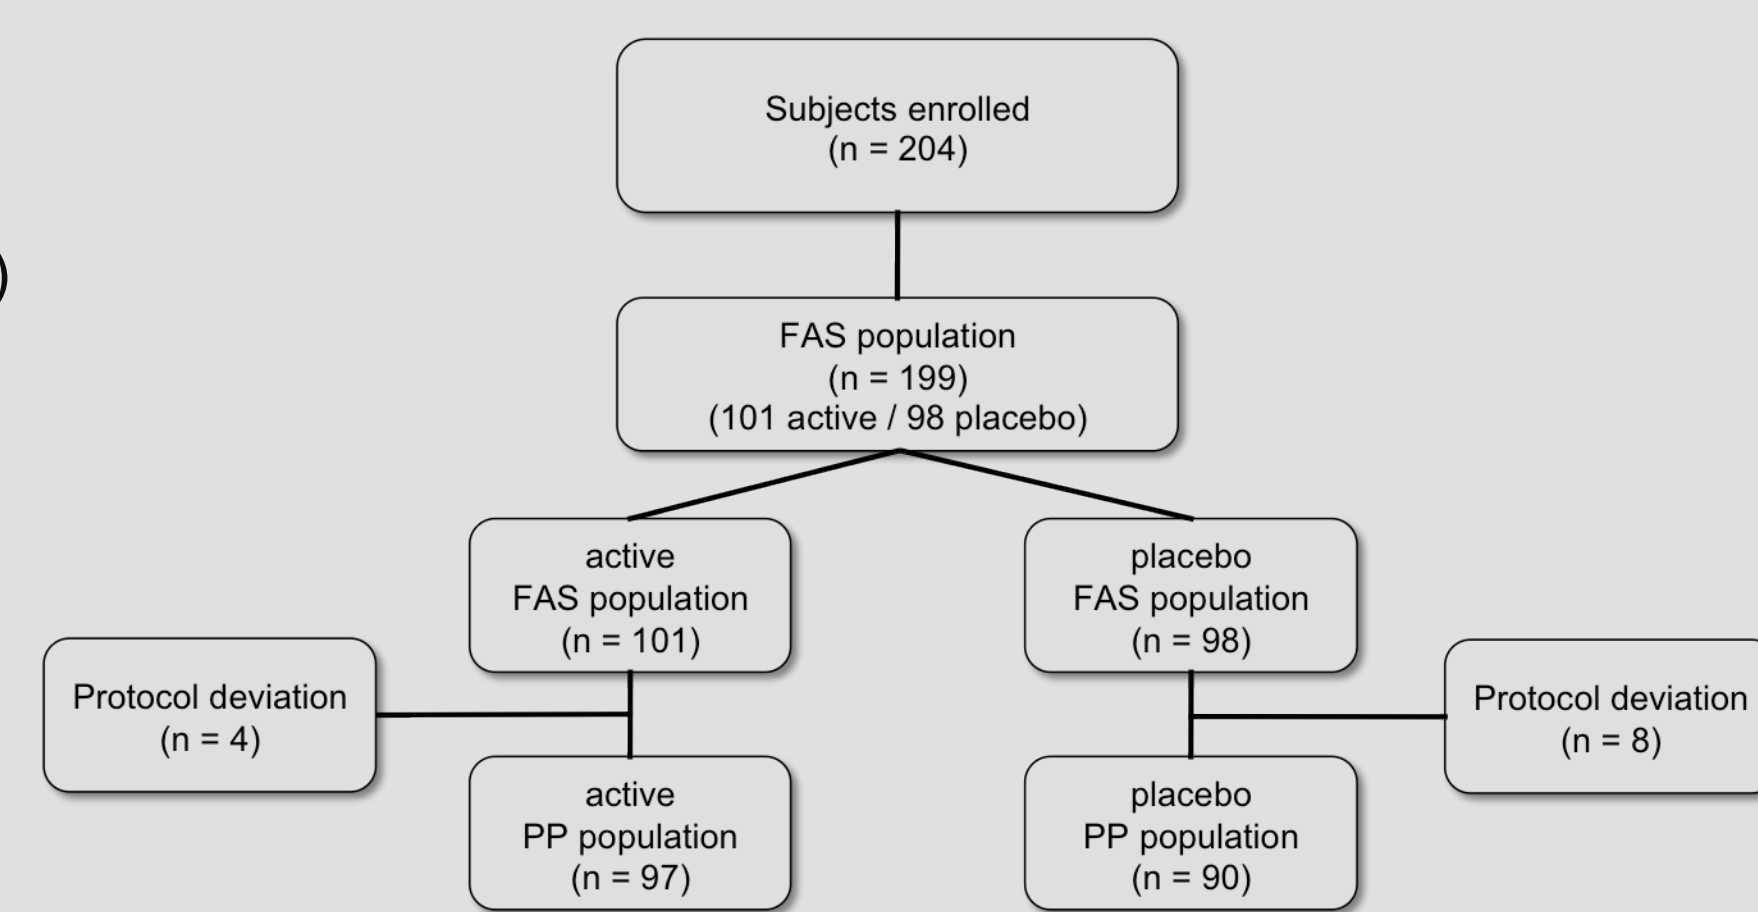 Subjects enrolled
(n = 204)
)
FAS population
(n = 199)
(101 active / 98 placebo)
active
FAS population
(n = 101)
placebo
FAS population
(n = 98)
Protocol deviation
(n = 4)
Protocol deviation
(n = 8)
active
PP population
(n = 97)
placebo
PP population
(n = 90)